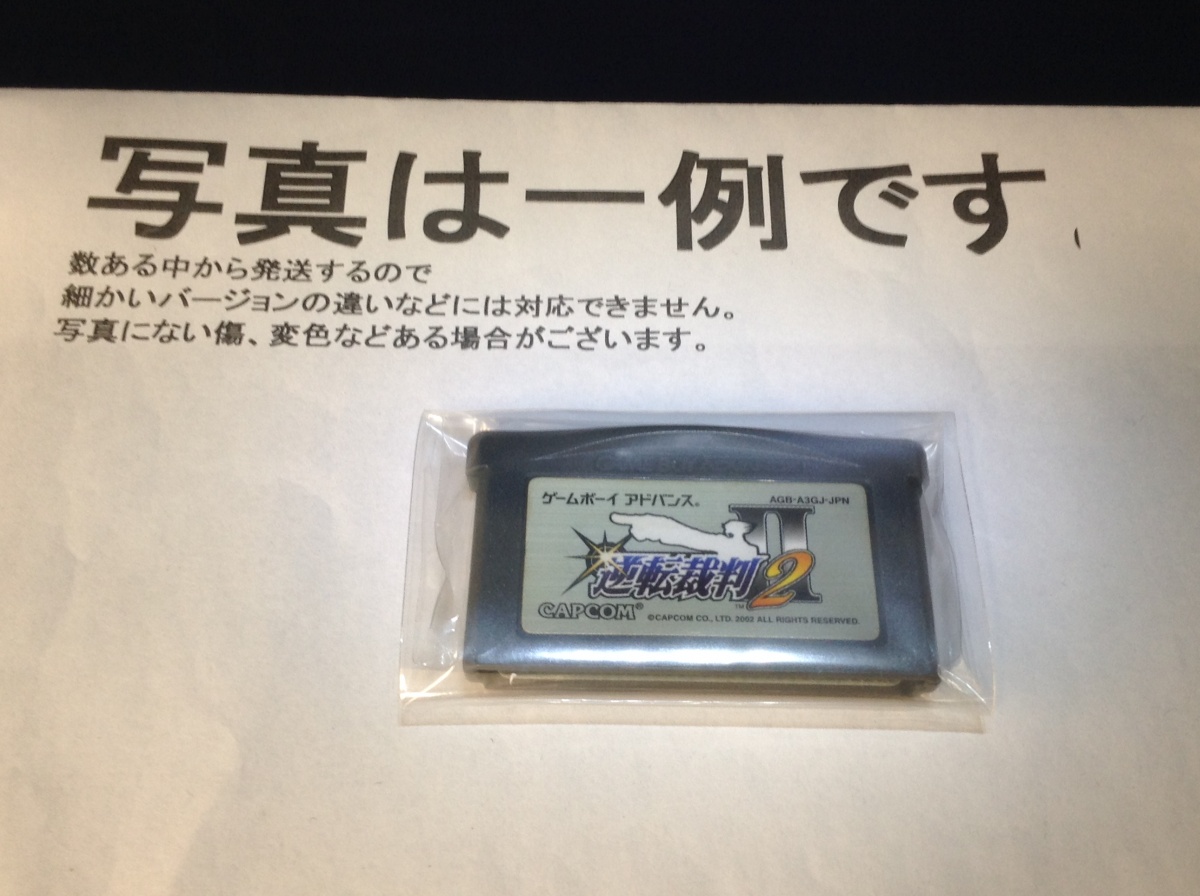 写真は一例です
数ある中から発送するので
細かいバージョンの違いなどには対応できません。
写真にない傷、変色などある場合がございます。
ゲームボーイ アドバンス®
AGB-A3GJ-JPN
II
逆転裁判2
TM
CAPCOM®
©CAPCOM CO., LTD. 2002 ALL RIGHTS RESERVED.